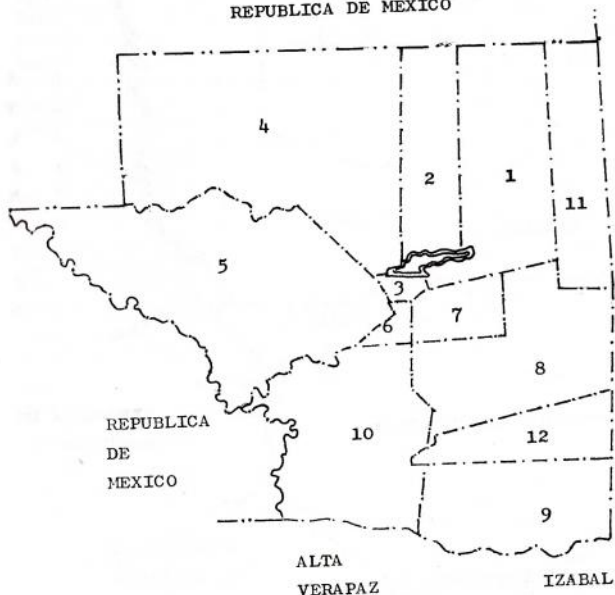 REPUBLICA DE MEXICO
4
2
1
11
5
3
6
7
8
REPUBLICA
DE
MEXICO
10
12
9
ALTA
VERAPAZ
IZABAL